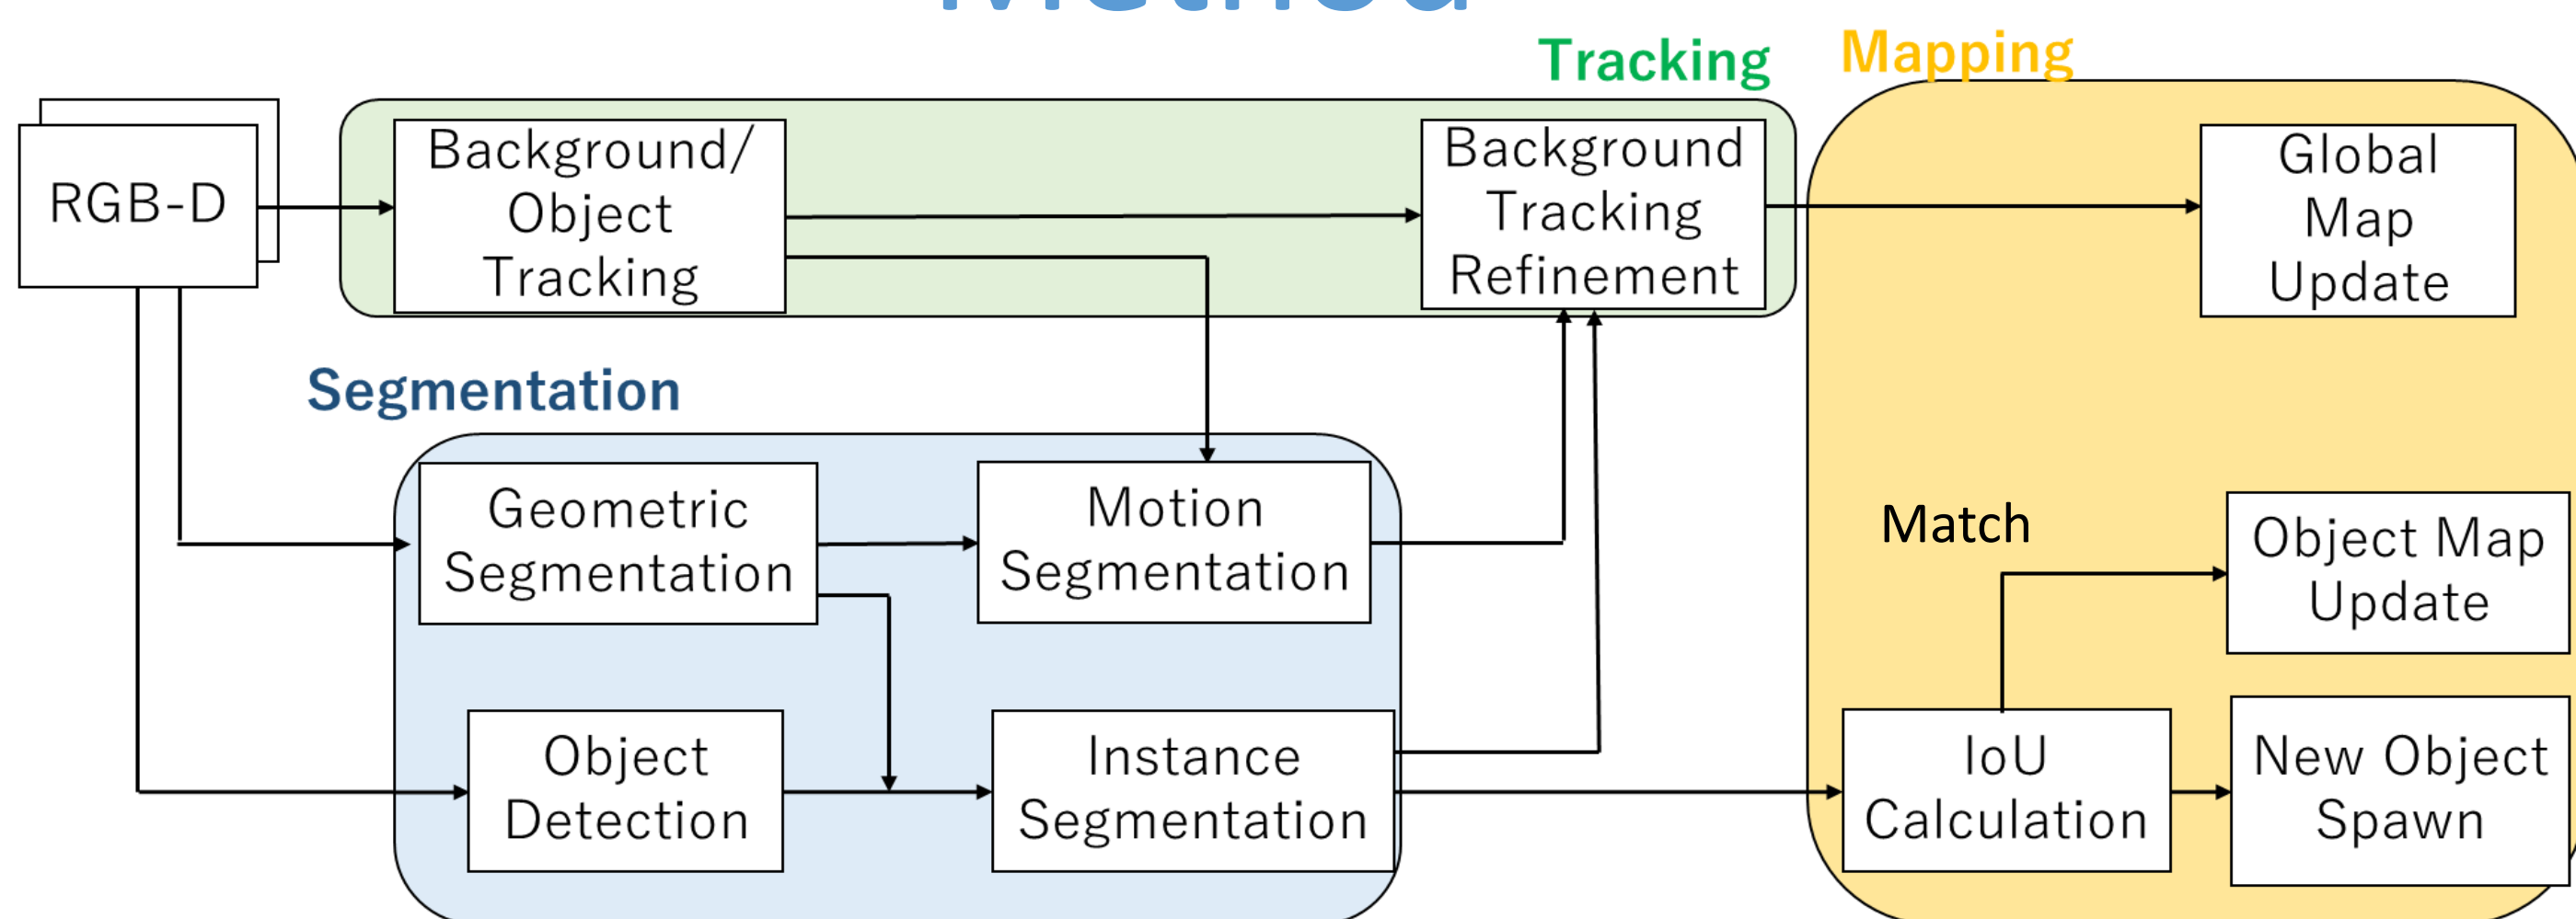 Tracking
Mapping
RGB-D
Background/
Object
Tracking
Background
Tracking
Refinement
Global
Map
Update
Segmentation
Geometric
Segmentation
Motion
Segmentation
Match
Object Map
Update
Object
Detection
Instance
Segmentation
IoU
Calculation
New Object
Spawn